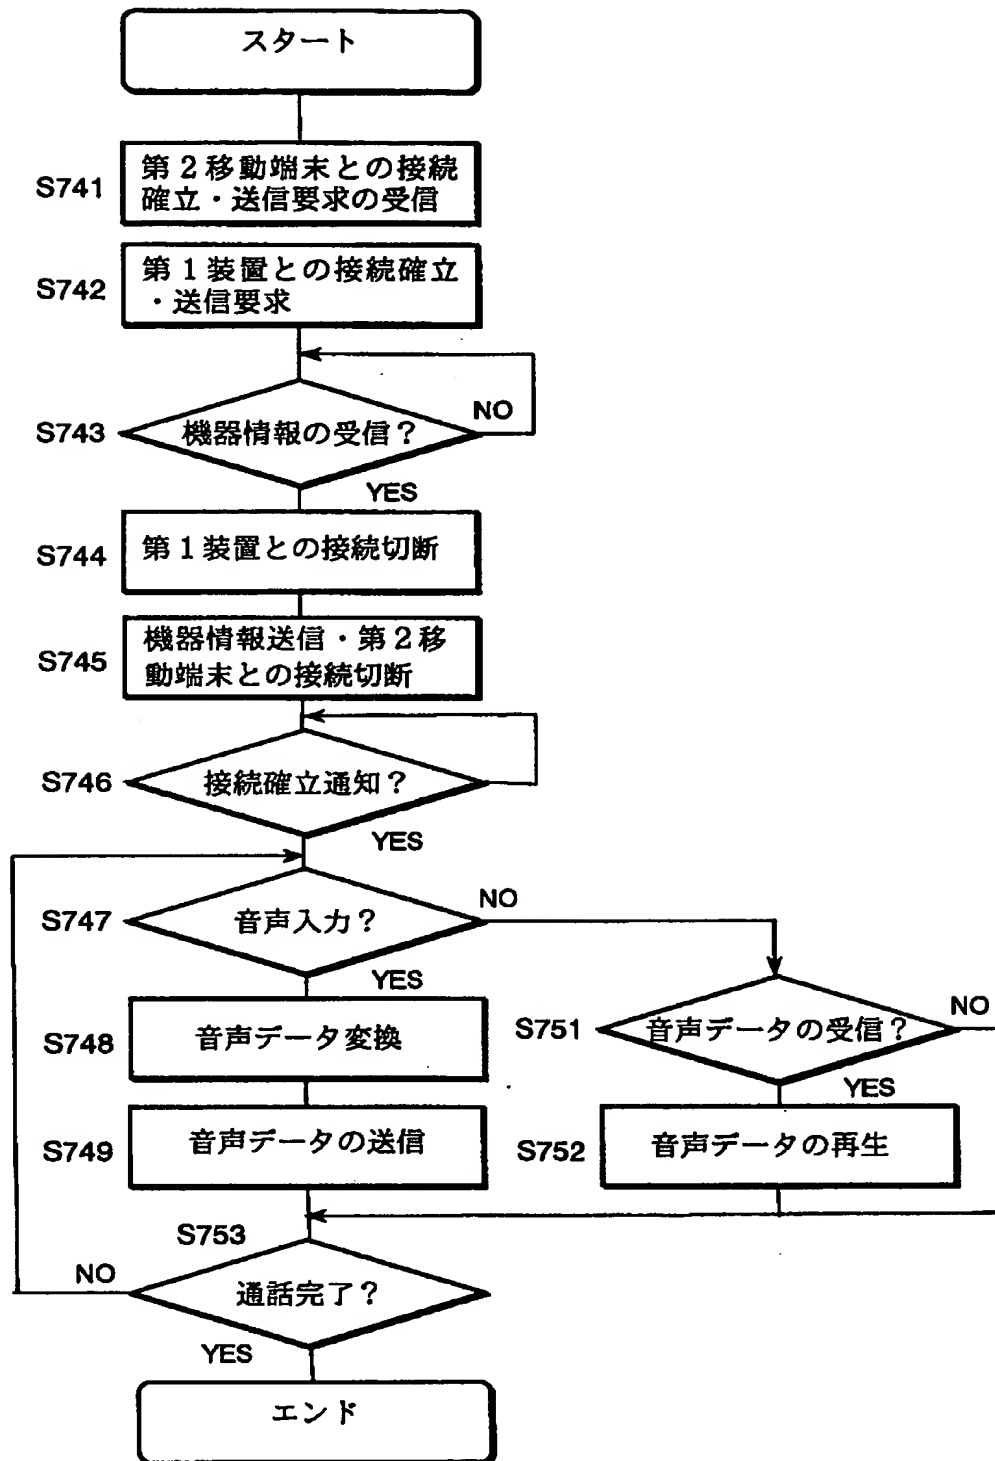 スタート
S741
第2移動端末との接続
確立・送信要求の受信
S742
第1装置との接続確立
・送信要求
S743
機器情報の受信?
NO
YES
S744
第1装置との接続切断
S745
機器情報送信・第2移
動端末との接続切断
S746
接続確立通知?
YES
S747
音声入力?
NO
YES
S748
音声データ変換
S751
音声データの受信?
NO
YES
S749
音声データの送信
S752
音声データの再生
S753
通話完了?
NO
YES
エンド